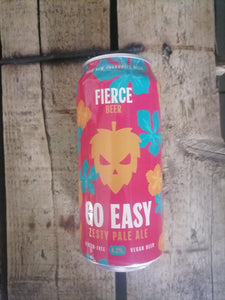 FIERCE
BEER
GO EASY
ZESTY PALE ALE
VEGAN BEER